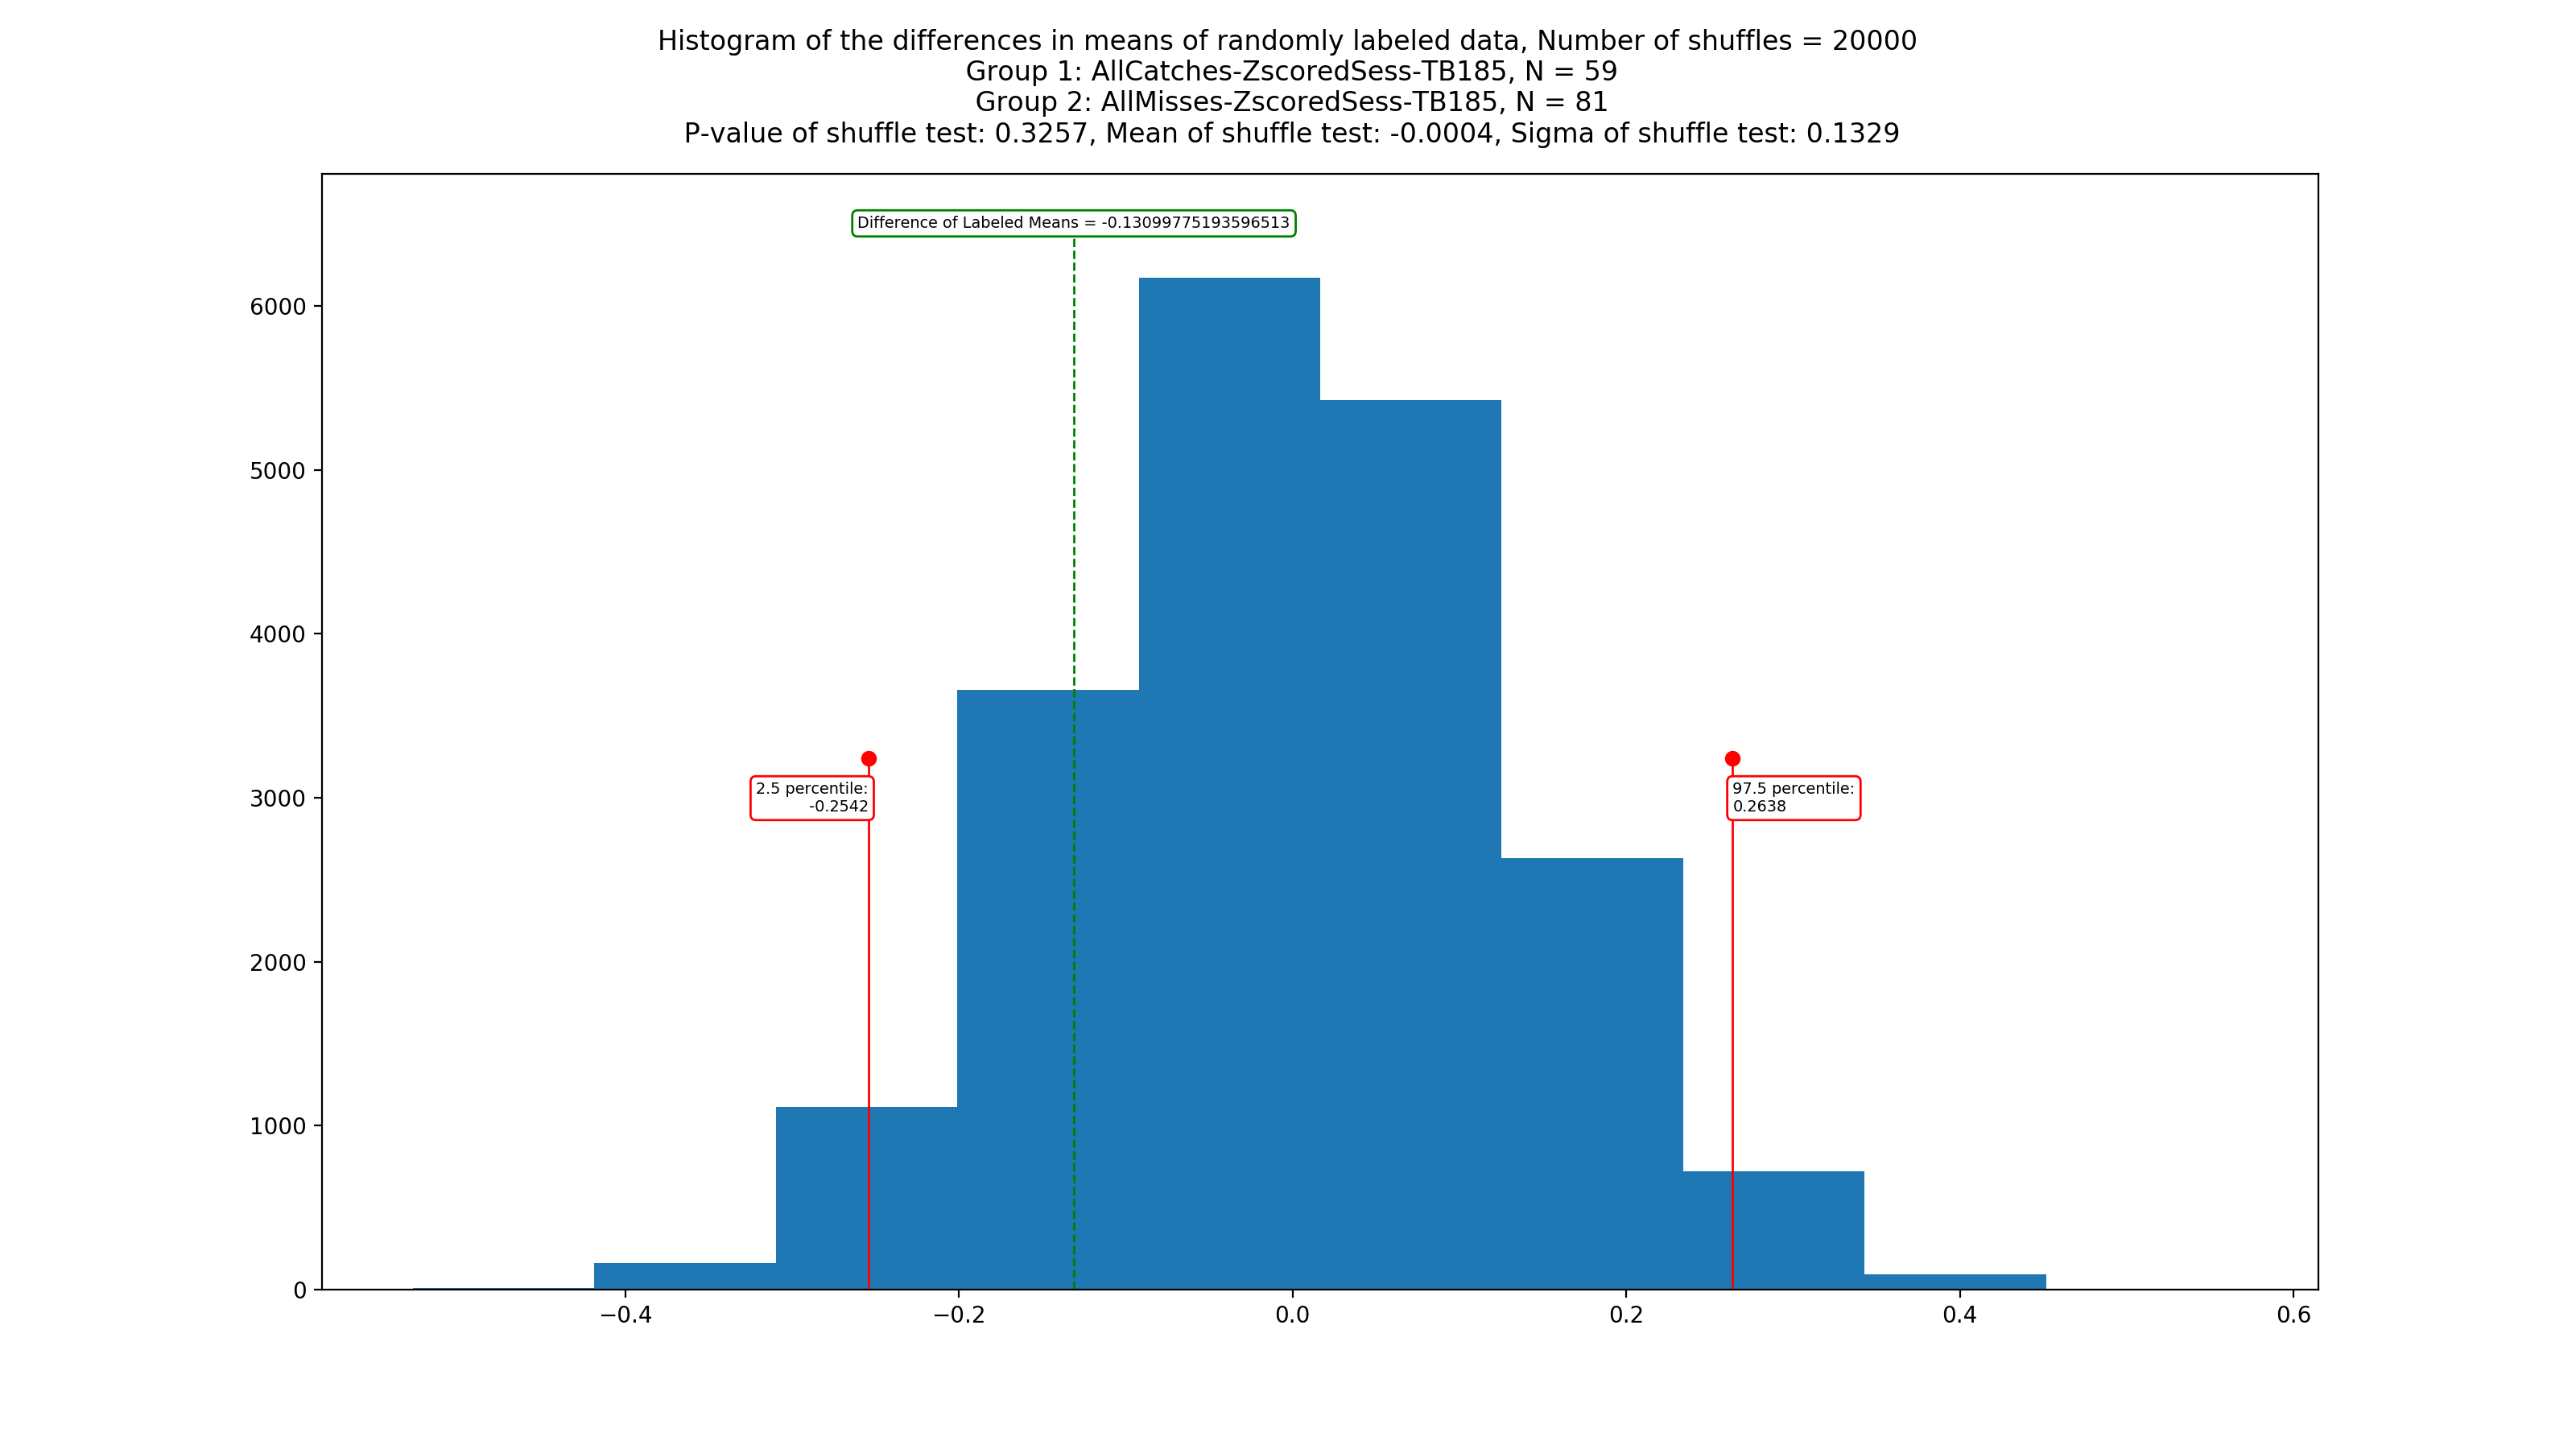 Histogram of the differences in means of randomly labeled data, Number of shuffles = 20000
Group 1: AllCatches-ZscoredSess-TB185, N = 59
Group 2: AllMisses-ZscoredSess-TB185, N = 81
P-value of shuffle test: 0.3257, Mean of shuffle test: -0.0004, Sigma of shuffle test: 0.1329
Difference of Labeled Means = -0.13099775193596513
6000
5000
4000
3000
2000
1000
0
2.5 percentile:
-0.2542
97.5 percentile:
0.2638
−0.4
−0.2
0.0
0.2
0.4
0.6